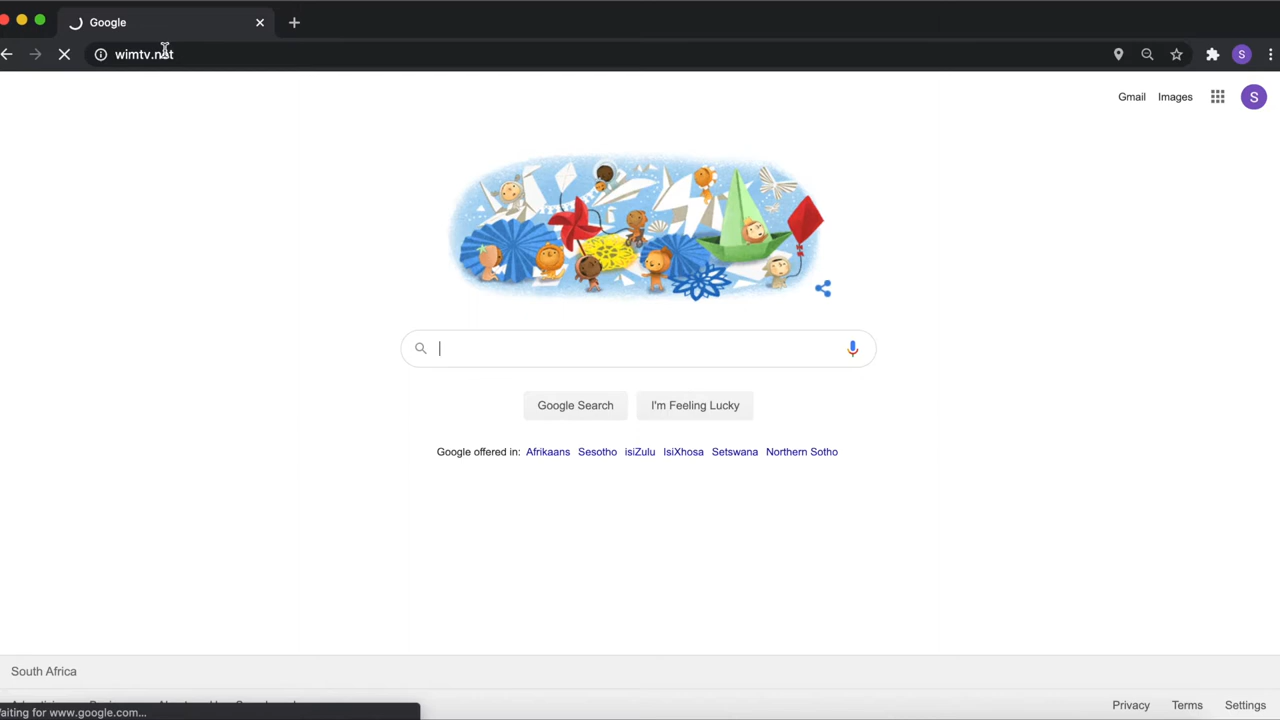 Google
wimtv.net
S
Gmail Images S
Google Search I'm Feeling Lucky
Google offered in: Afrikaans Sesotho isiZulu IsiXhosa Setswana Northern Sotho
South Africa
Privacy Terms Settings
for www.google.com...